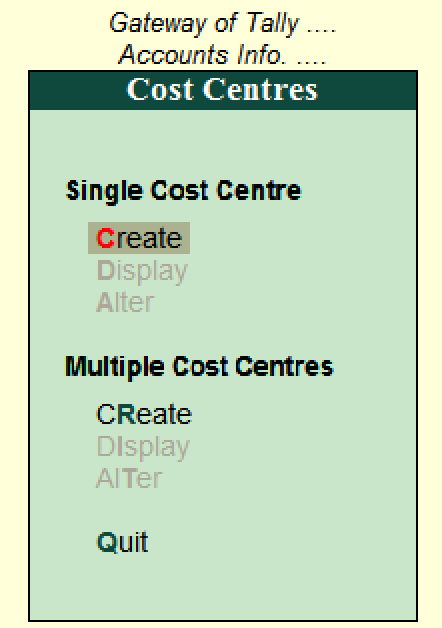 Gateway of Tally ....
Accounts Info. ....
Cost Centres
Single Cost Centre
Create
Display
Alter
Multiple Cost Centres
CReate
DIsplay
AlTer
Quit